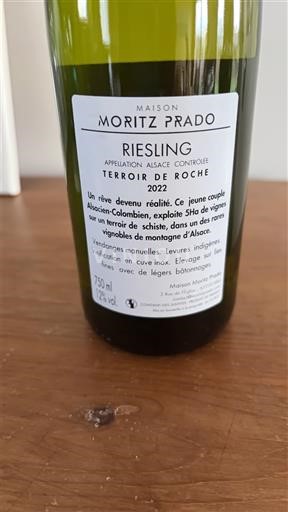 MAISON
MORITZ PRADO
RIESLING
APPELLATION ALSACE CONTRÔLÉE
TERROIR DE ROCHE
2022
Un rêve devenu réalité. Ce jeune couple
Alsacien-Colombien, exploite 5Ha de vignes
sur un terroir de schiste, dans un des rares
vignobles de montagne d'Alsace.
Vendanges manuelles. Levures indigènes.
Vinification en cuve inox. Elevage sur lies
fines avec de légers bâtonnages.
750 ml
12% vol.
Maison Moritz Prado